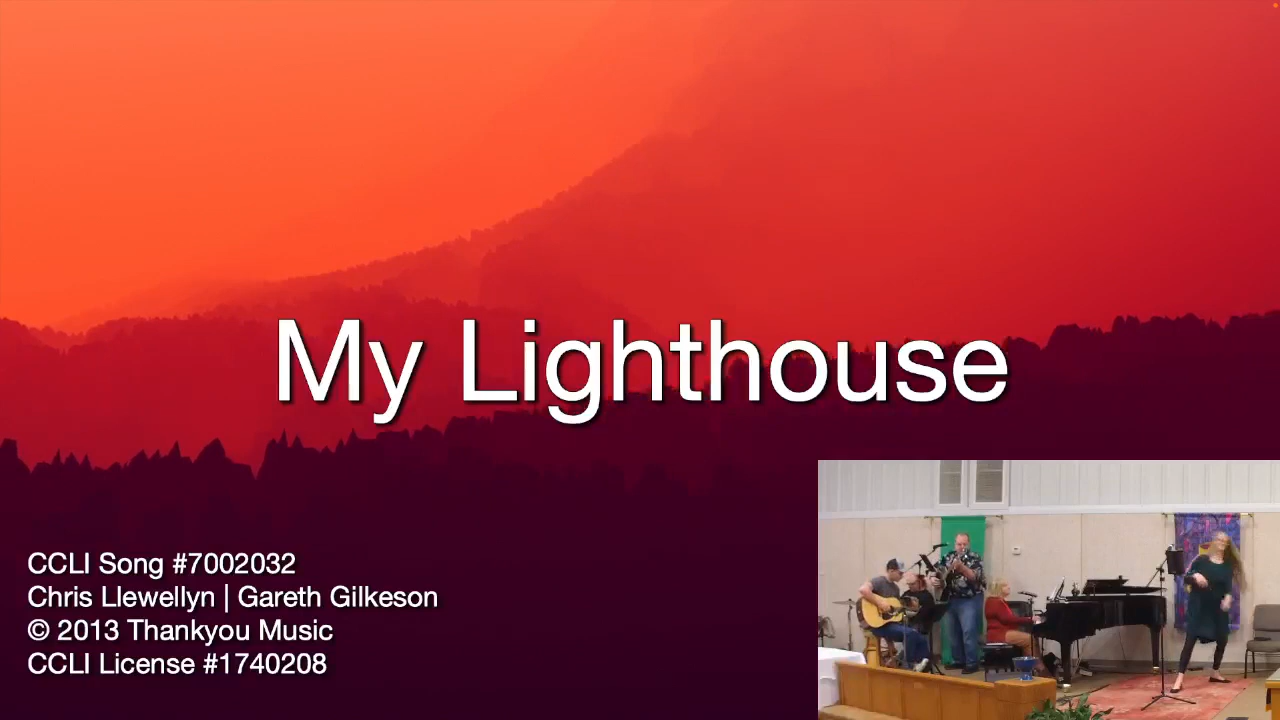 My Lighthouse
CCLI Song #7002032
Chris Llewellyn | Gareth Gilkeson
© 2013 Thankyou Music
CCLI License #1740208